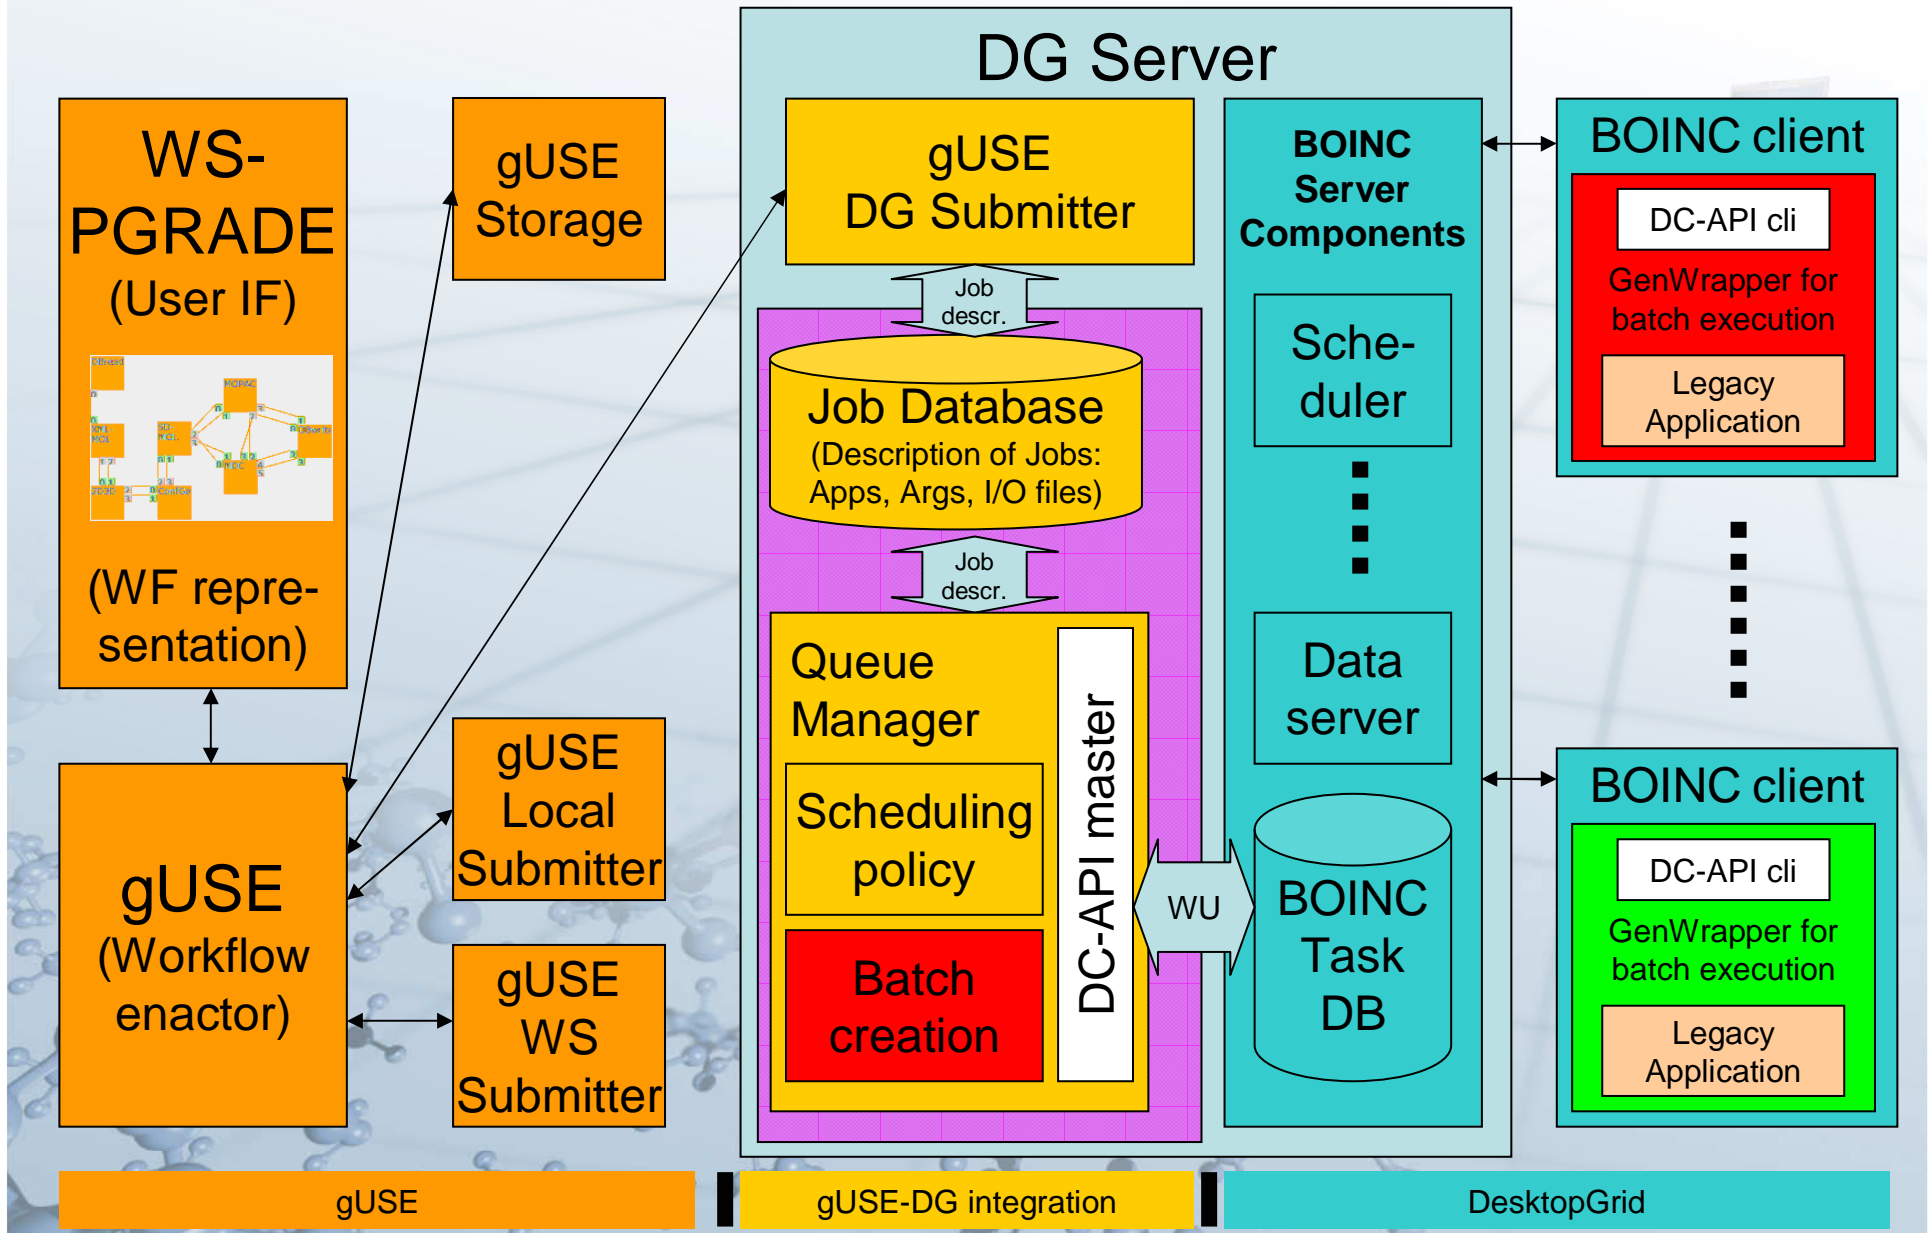 DG Server
WS-
PGRADE
(User IF)
MOPAC
(WF repre-
sentation)
gUSE
(Workflow
enactor)
gUSE
Storage
gUSE
Local
Submitter
gUSE
WS
Submitter
gUSE
DG Submitter
Job
descr.
Job Database
(Description of Jobs:
Apps, Args, I/O files)
Job
descr.
Queue
Manager
Scheduling
policy
Batch
creation
DC-API master
WU
BOINC
Server
Components
Sche-
duler
Data
server
BOINC
Task
DB
BOINC client
DC-API cli
GenWrapper for
batch execution
Legacy
Application
BOINC client
DC-API cli
GenWrapper for
batch execution
Legacy
Application
gUSE
gUSE-DG integration
DesktopGrid